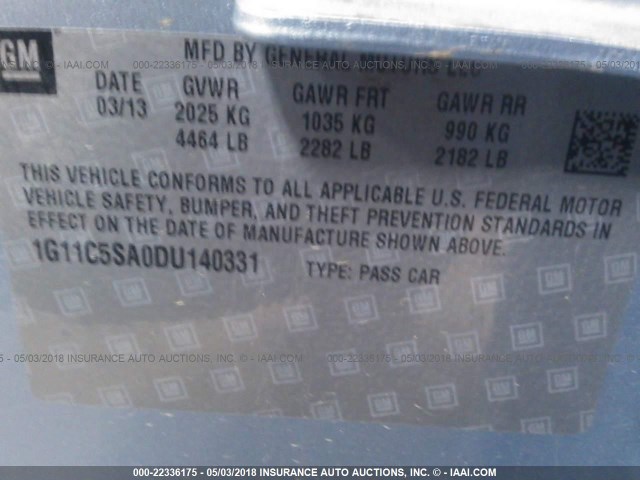 GM
MFD BY GENERAL MOTORS LLC
DATE GVWR GAWR FRT GAWR RR
03/13 2025 KG 1035 KG 990 KG
4464 LB 2282 LB 2182 LB
THIS VEHICLE CONFORMS TO ALL APPLICABLE U.S. FEDERAL MOTOR
VEHICLE SAFETY, BUMPER, AND THEFT PREVENTION STANDARDS IN
EFFECT ON THE DATE OF MANUFACTURE SHOWN ABOVE.
1G11C5SA0DU140331 TYPE: PASS CAR
000-22336175 - 05/03/2018 INSURANCE AUTO AUCTIONS INC. © - IAAI.COM